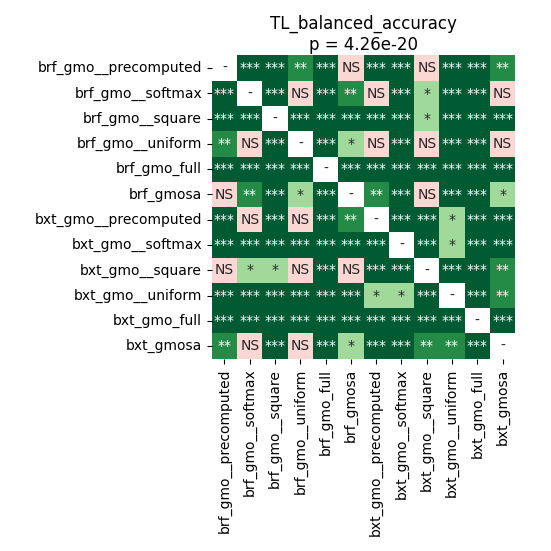 TL_balanced_accuracy
p = 4.26e-20
brf_gmo__precomputed - *** *** ** *** NS *** *** NS *** *** **
brf_gmo__softmax *** - *** NS *** ** NS *** * *** *** NS
brf_gmo__square *** *** - *** *** *** *** *** * *** *** ***
brf_gmo__uniform ** NS *** - *** * NS *** NS *** *** NS
brf_gmo_full *** *** *** *** - *** *** *** *** *** *** ***
brf_gmosa NS ** *** * *** - ** *** NS *** *** *
bxt_gmo__precomputed *** NS *** NS *** ** - *** *** * *** ***
bxt_gmo__softmax *** *** *** *** *** *** *** - *** * *** ***
bxt_gmo__square NS * * NS *** NS *** *** - *** *** **
bxt_gmo__uniform *** *** *** *** *** *** * * *** - *** **
bxt_gmo_full *** *** *** *** *** *** *** *** *** *** - ***
bxt_gmosa ** NS *** NS *** * *** *** ** ** *** -
brf_gmo__precomputed
brf_gmo__softmax
brf_gmo__square
brf_gmo__uniform
brf_gmo_full
brf_gmosa
bxt_gmo__precomputed
bxt_gmo__softmax
bxt_gmo__square
bxt_gmo__uniform
bxt_gmo_full
bxt_gmosa